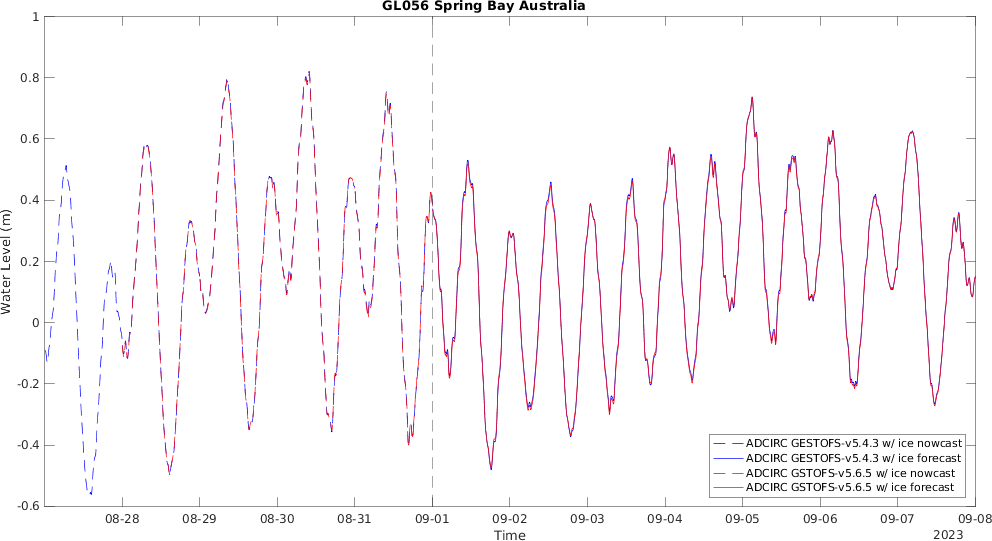 GL056 Spring Bay Australia
1
0.8
0.6
0.4
0.2
0
-0.2
-0.4
-0.6
Water Level (m)
08-28 08-29 08-30 08-31 09-01 09-02 09-03 09-04 09-05 09-06 09-07 09-08
Time
2023
ADCIRC GESTOFS-v5.4.3 w/ ice nowcast
ADCIRC GESTOFS-v5.4.3 w/ ice forecast
ADCIRC GSTOFS-v5.6.5 w/ ice nowcast
ADCIRC GSTOFS-v5.6.5 w/ ice forecast